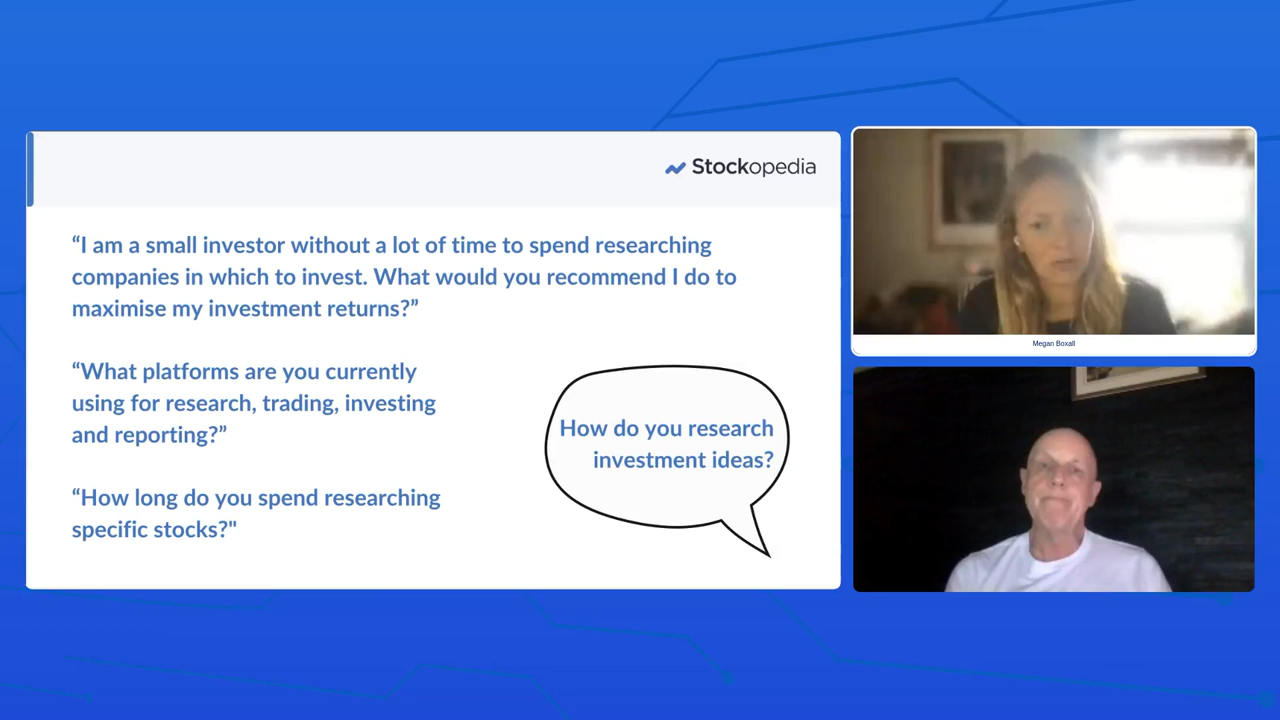 Stockopedia
“I am a small investor without a lot of time to spend researching
companies in which to invest. What would you recommend I do to
maximise my investment returns?”
“What platforms are you currently
using for research, trading, investing
and reporting?”
“How long do you spend researching
specific stocks?"
How do you research
investment ideas?
Megan Boxall